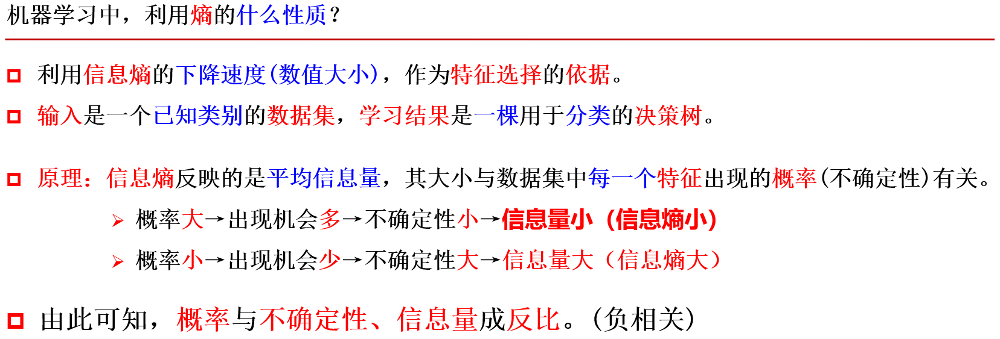 机器学习中，利用熵的什么性质？
利用信息熵的下降速度(数值大小)，作为特征选择的依据。
输入是一个已知类别的数据集，学习结果是一棵用于分类的决策树。
原理：信息熵反映的是平均信息量，其大小与数据集中每一个特征出现的概率(不确定性)有关。
概率大→出现机会多→不确定性小→信息量小（信息熵小）
概率小→出现机会少→不确定性大→信息量大（信息熵大）
由此可知，概率与不确定性、信息量成反比。(负相关)